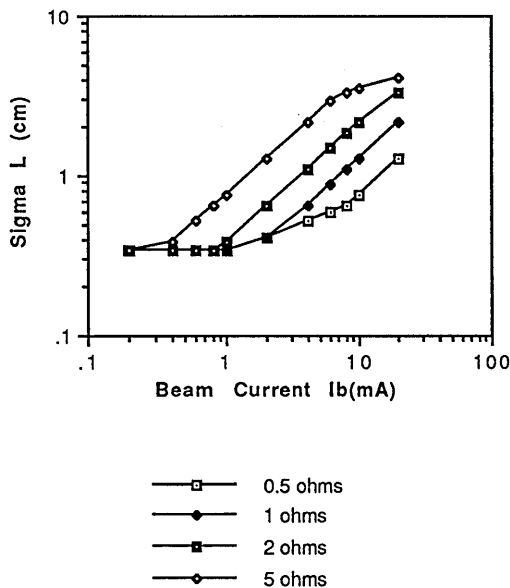 10
1
.1
Sigma L (cm)
.1 1 10 100
Beam Current Ib(mA)
0.5 ohms
1 ohms
2 ohms
5 ohms